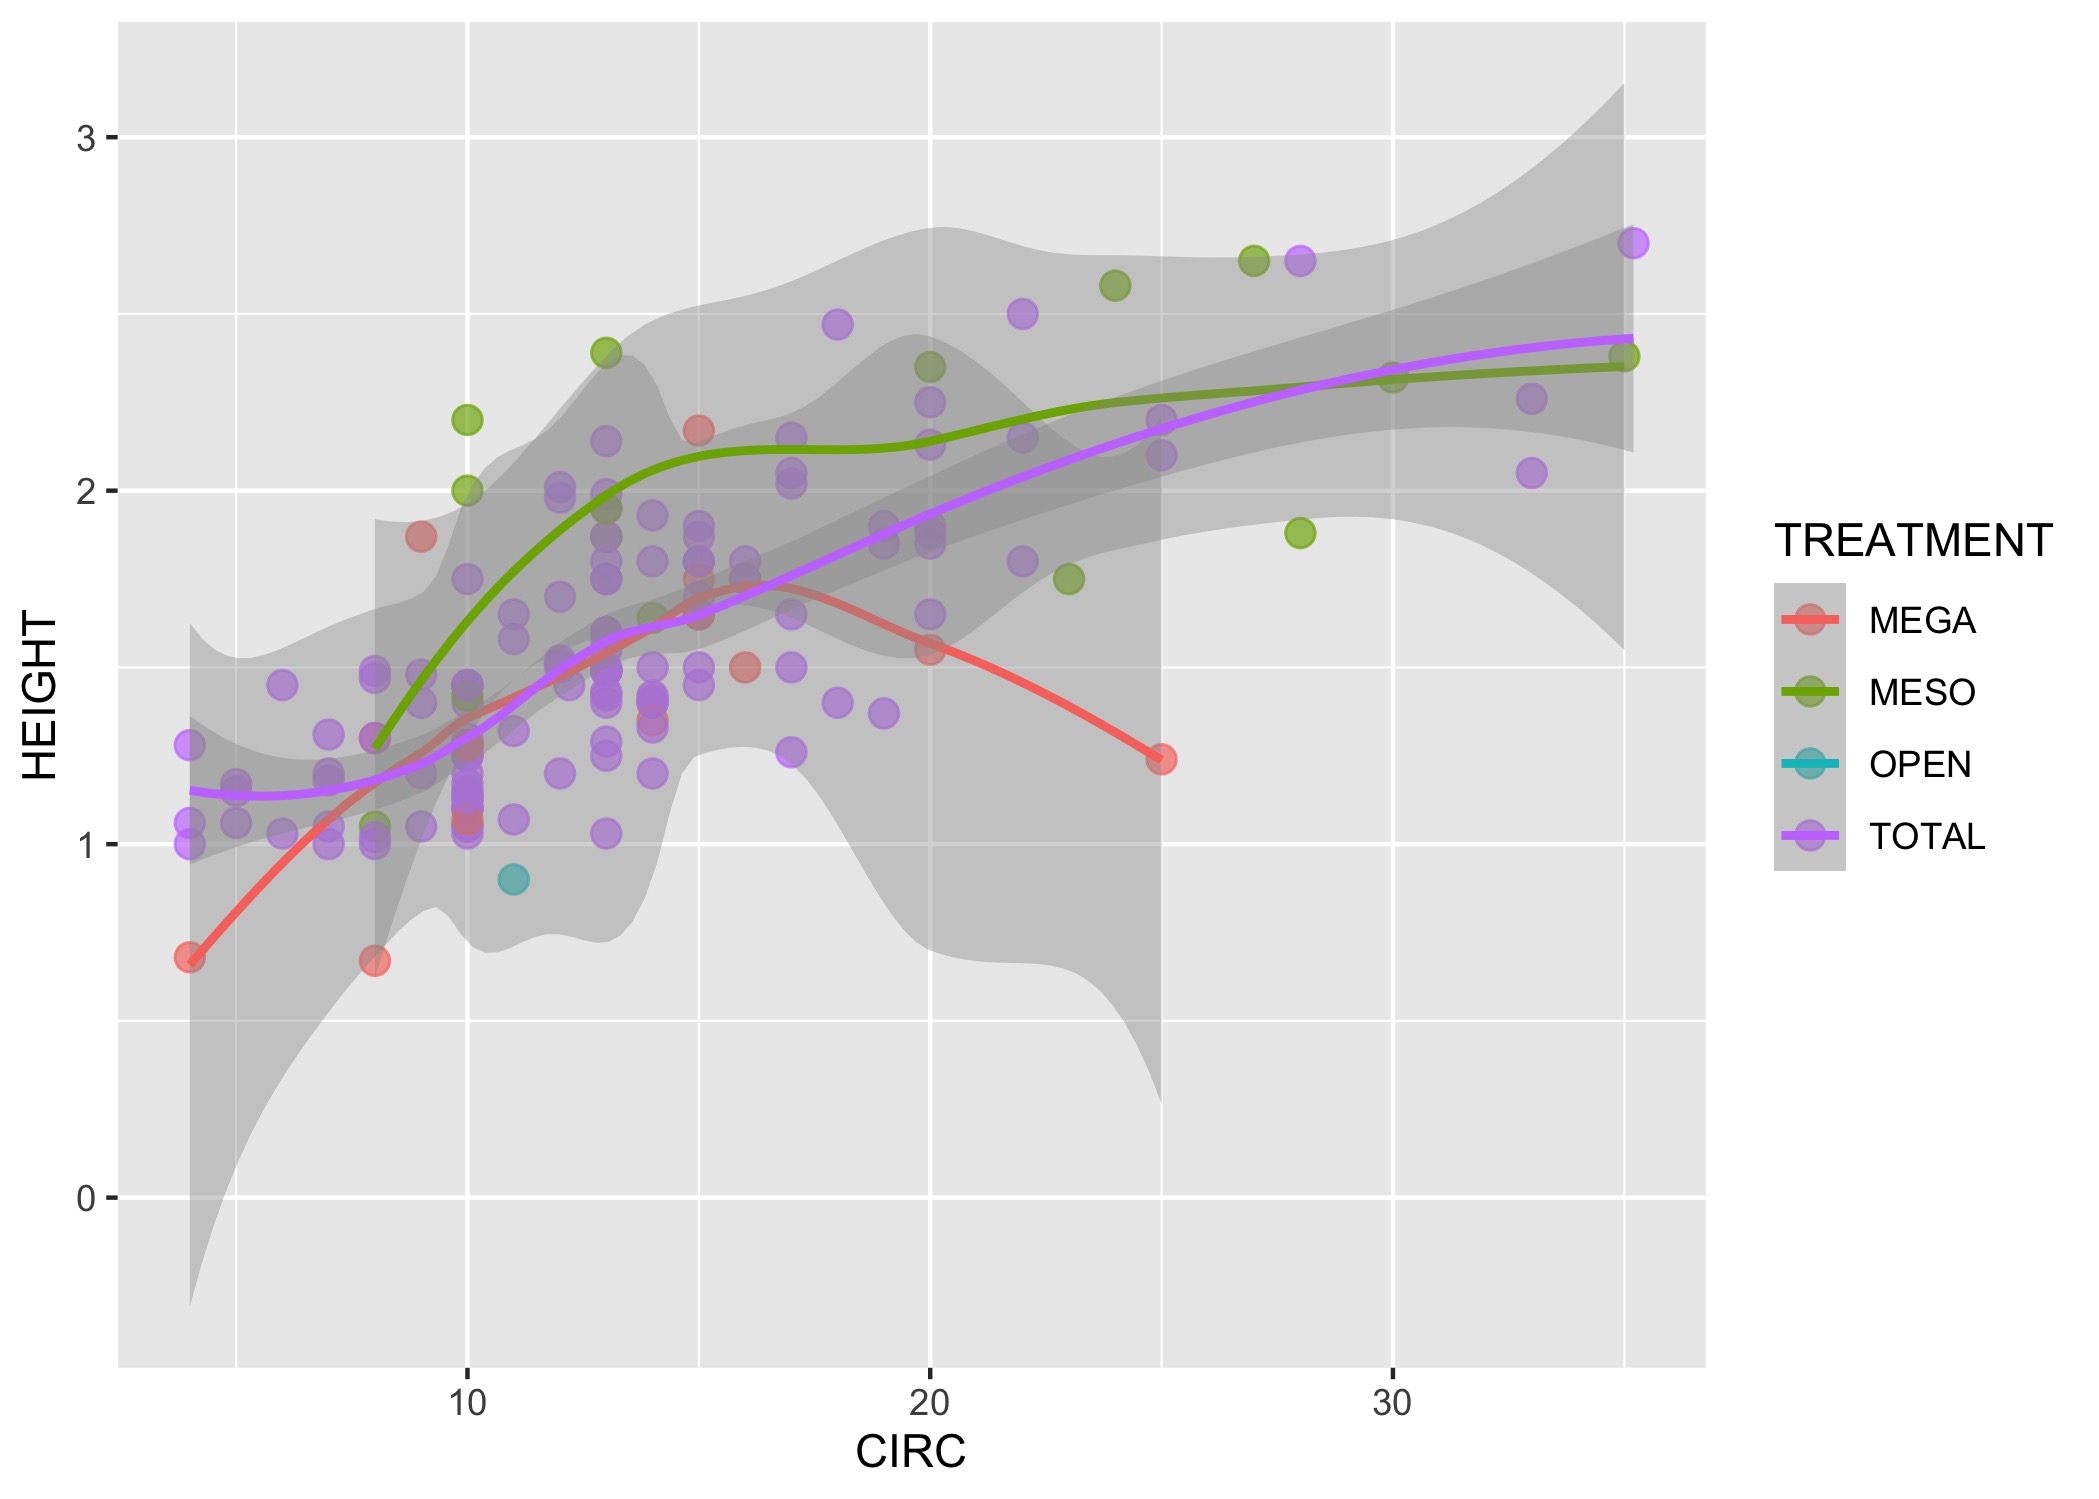 3
2
1
0
HEIGHT
10
20
30
CIRC
TREATMENT
MEGA
MESO
OPEN
TOTAL